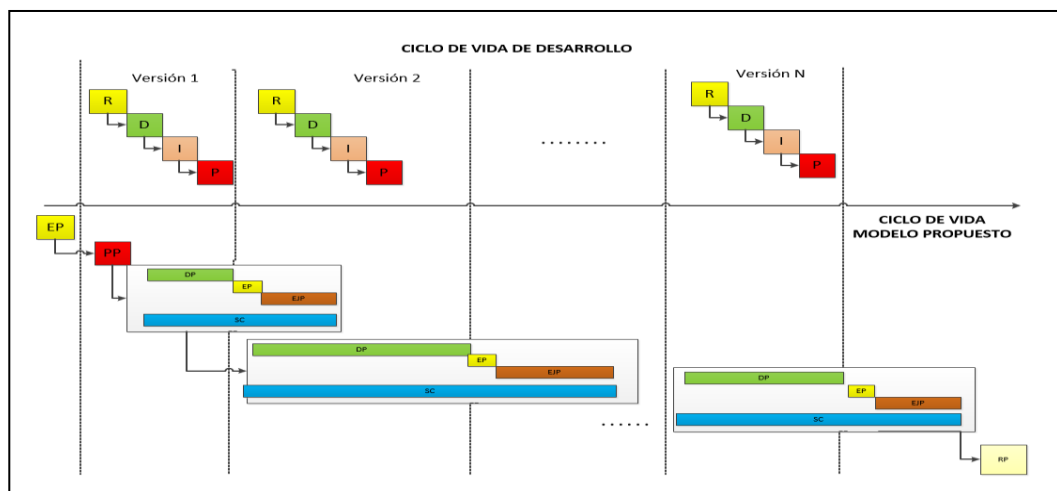 CICLO DE VIDA DE DESARROLLO
Versión 1
Versión 2
Versión N
R
D
I
P
R
D
I
P
........
R
D
I
P
CICLO DE VIDA
MODELO PROPUESTO
EP
PP
DP
EP
EJP
SC
DP
EP
EJP
SC
......
DP
EP
EJP
SC
RP